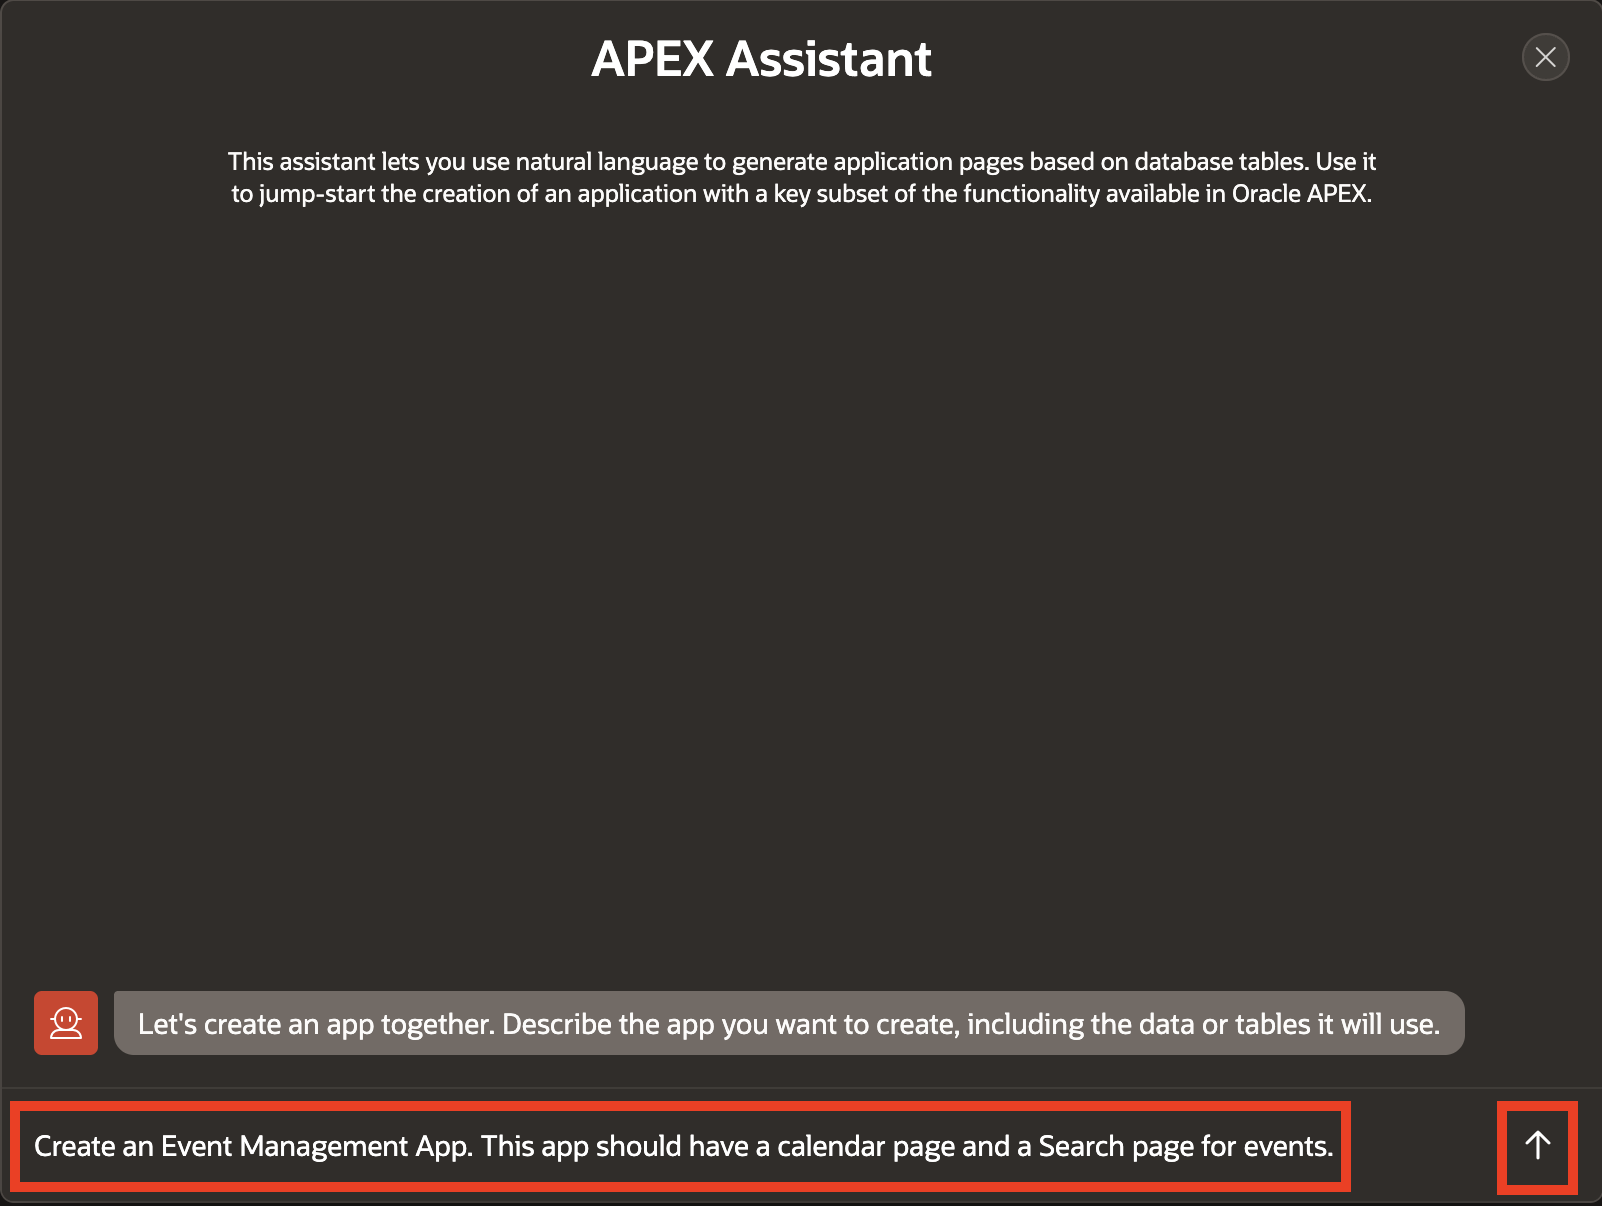 APEX Assistant
This assistant lets you use natural language to generate application pages based on database tables. Use it
to jump-start the creation of an application with a key subset of the functionality available in Oracle APEX.
Let's create an app together. Describe the app you want to create, including the data or tables it will use.
Create an Event Management App. This app should have a calendar page and a Search page for events.